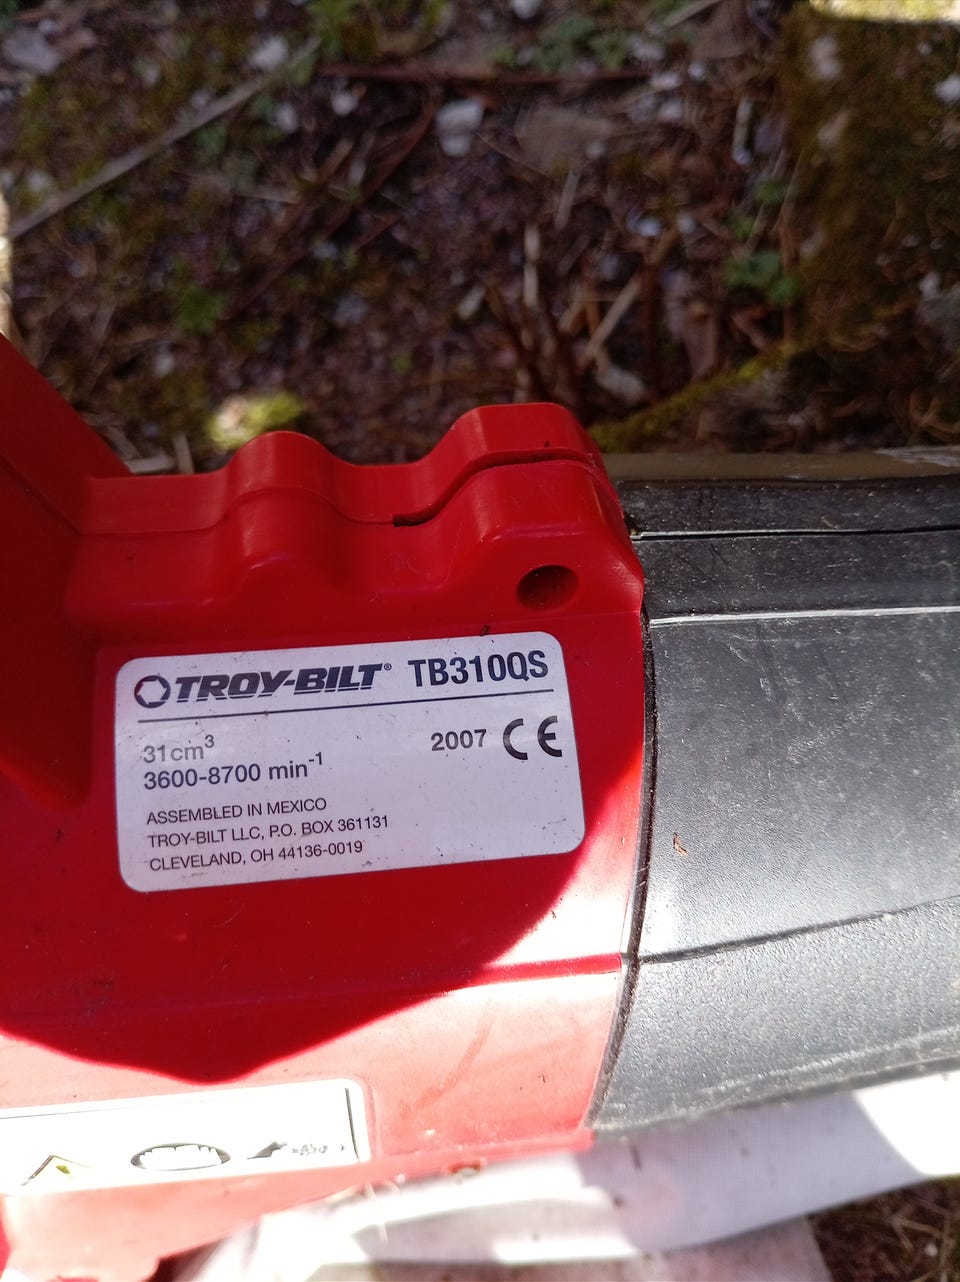 TROY-BILT® TB310QS
31cm³ 2007 CE
3600-8700 min⁻¹
ASSEMBLED IN MEXICO
TROY-BILT LLC, P.O. BOX 361131
CLEVELAND, OH 44136-0019